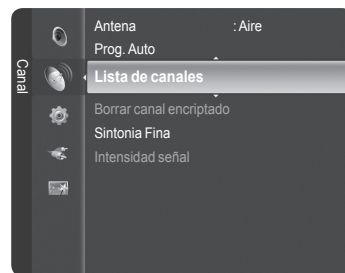 Canal
Antena : Aire
Prog. Auto
Lista de canales
Borrar canal encriptado
Sintonia Fina
Intensidad señal